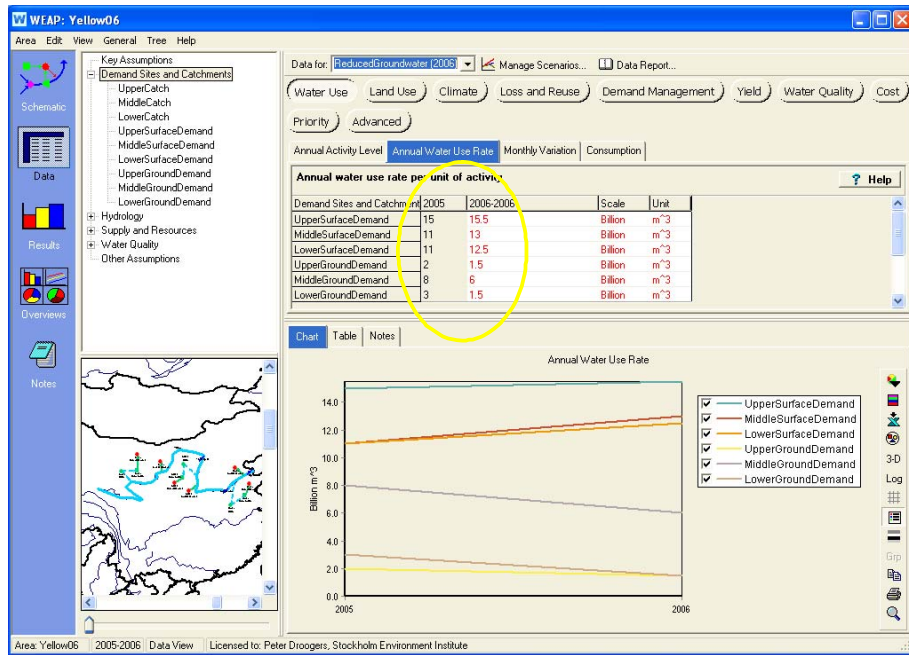 WEAP: Yellow06
Area Edit View General Tree Help
Schematic
Data
Results
Overviews
Notes
Key Assumptions
Demand Sites and Catchments
UpperCatch
MiddleCatch
LowerCatch
UpperSurfaceDemand
MiddleSurfaceDemand
LowerSurfaceDemand
UpperGroundDemand
MiddleGroundDemand
LowerGroundDemand
Hydrology
Supply and Resources
Water Quality
Other Assumptions
Data for: ReducedGroundwater (2006) Manage Scenarios... Data Report...
Water Use Land Use Climate Loss and Reuse Demand Management Yield Water Quality Cost
Priority Advanced
Annual Activity Level Annual Water Use Rate Monthly Variation Consumption
Annual water use rate per unit of activity ? Help
Demand Sites and Catchment 2005 2006-2006 Scale Unit
UpperSurfaceDemand 15 15.5 Billion m^3
MiddleSurfaceDemand 11 13 Billion m^3
LowerSurfaceDemand 11 12.5 Billion m^3
UpperGroundDemand 2 1.5 Billion m^3
MiddleGroundDemand 8 6 Billion m^3
LowerGroundDemand 3 1.5 Billion m^3
Chart Table Notes
Annual Water Use Rate
Billion m^3
14.0
12.0
10.0
8.0
6.0
4.0
2.0
0.0
2005 2006
UpperSurfaceDemand
MiddleSurfaceDemand
LowerSurfaceDemand
UpperGroundDemand
MiddleGroundDemand
LowerGroundDemand
3-D
Log
Grp
Area: Yellow06 2005-2006 Data View Licensed to: Peter Droogers, Stockholm Environment Institute